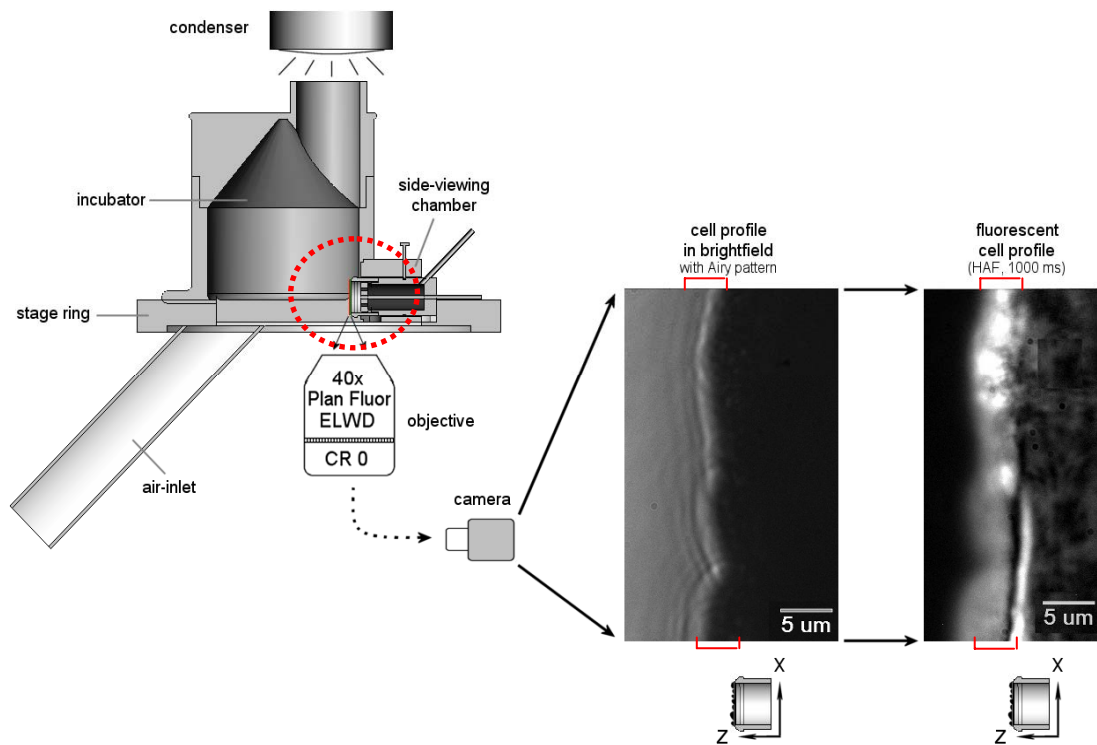 condenser
incubator
side-viewing
chamber
stage ring
40x
Plan Fluor
ELWD
CR 0
objective
air-inlet
camera
cell profile
in brightfield
with Airy pattern
5 um
X
Z
fluorescent
cell profile
(HAF, 1000 ms)
5 um
X
Z